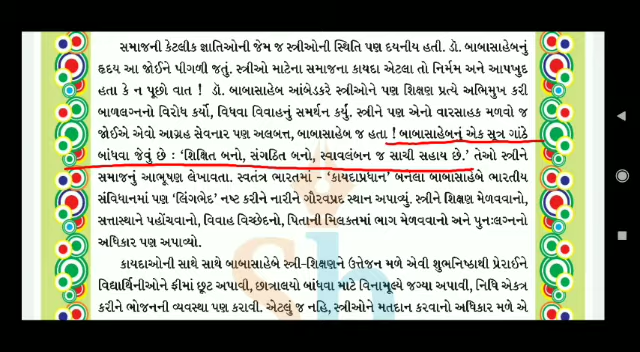 સમાજની કેટલીક જ્ઞાતિઓની જેમ જ સ્ત્રીઓની સ્થિતિ પણ દયનીય હતી. ડૉ. બાબાસાહેબનું
હૃદય આ જોઈને પીગળી જતું. સ્ત્રીઓ માટેના સમાજના કાયદા એટલા તો નિર્મમ અને આપખુદ
હતા કે ન પૂછો વાત ! ડૉ. બાબાસાહેબ આંબેડકરે સ્ત્રીઓને પણ શિક્ષણ પ્રત્યે અભિમુખ કરી
બાળલગ્નનો વિરોધ કર્યો, વિધવા વિવાહનું સમર્થન કર્યુ. સ્ત્રીને પણ એનો વારસાહક મળવો જ
જોઈએ એવો આગ્રહ સેવનાર પણ અલબત્ત, બાબાસાહેબ જ હતા ! બાબાસાહેબનું એક સૂત્ર ગાંઠે
બાંધવા જેવું છે : ‘શિક્ષિત બનો, સંગઠિત બનો, સ્વાવલંબન જ સાચી સહાય છે.’ તેઓ સ્ત્રીને
સમાજનું આભૂષણ લેખાવતા. સ્વતંત્ર ભારતમાં - ‘કાયદાપ્રધાન’ બનેલા બાબાસાહેબે ભારતીય
સંવિધાનમાં પણ ‘લિંગભેદ’ નષ્ટ કરીને નારીને ગૌરવપ્રદ સ્થાન અપાવ્યું. સ્ત્રીને શિક્ષણ મેળવવાનો,
સત્તાસ્થાને પહોંચવાનો, વિવાહ વિચ્છેદનો, પિતાની મિલકતમાં ભાગ મેળવવાનો અને પુનઃલગ્નનો
અધિકાર પણ અપાવ્યો.
કાયદાઓની સાથે સાથે બાબાસાહેબે સ્ત્રી-શિક્ષણને ઉત્તેજન મળે એવી શુભનિષ્ઠાથી પ્રેરાઈને
વિદ્યાર્થિનીઓને ફીમાં છૂટ અપાવી, છાત્રાલયો બાંધવા માટે વિનામૂલ્યે જગ્યા અપાવી, નિધિ એકત્ર
કરીને ભોજનની વ્યવસ્થા પણ કરાવી. એટલું જ નહિ, સ્ત્રીઓને મતદાન કરવાનો અધિકાર મળે એ
sh